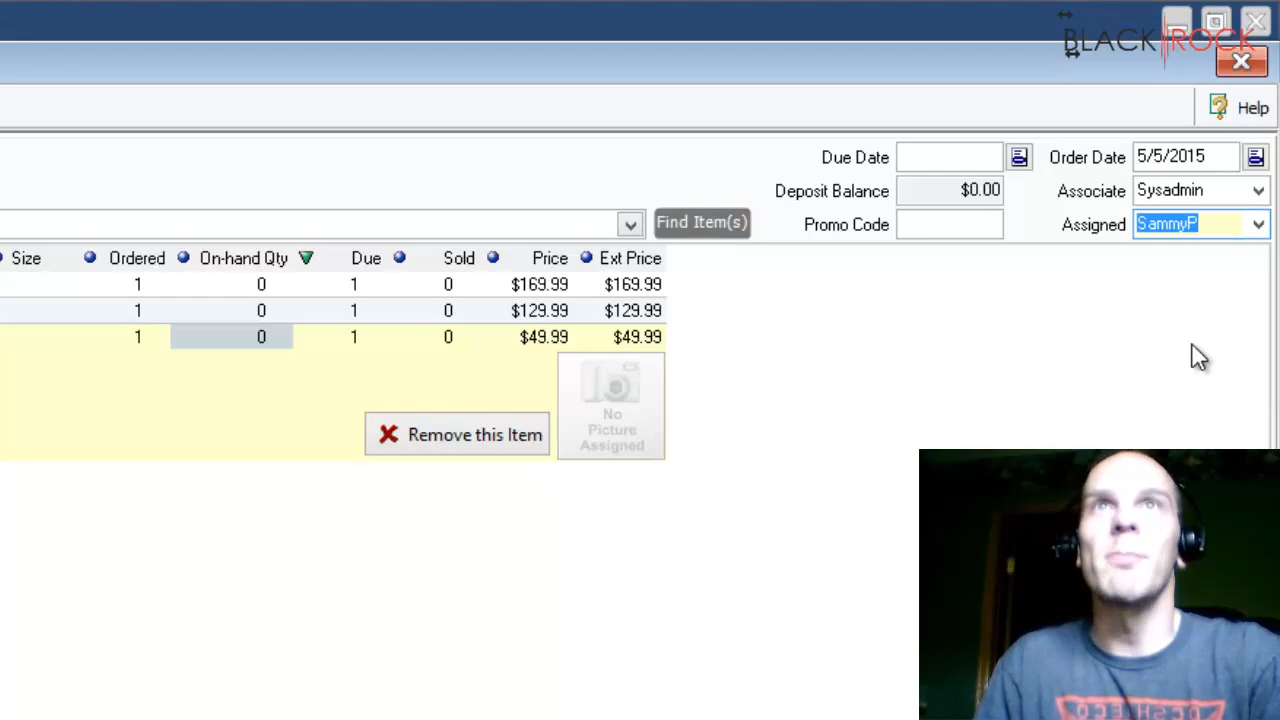 BLACK ROCK
Help
Due Date
Order Date 5/5/2015
Deposit Balance $0.00
Associate Sysadmin
Find Item(s)
Promo Code
Assigned SammyP
Size Ordered On-hand Qty Due Sold Price Ext Price
1 0 1 0 $169.99 $169.99
1 0 1 0 $129.99 $129.99
1 0 1 0 $49.99 $49.99
No
Picture
Assigned
Remove this Item